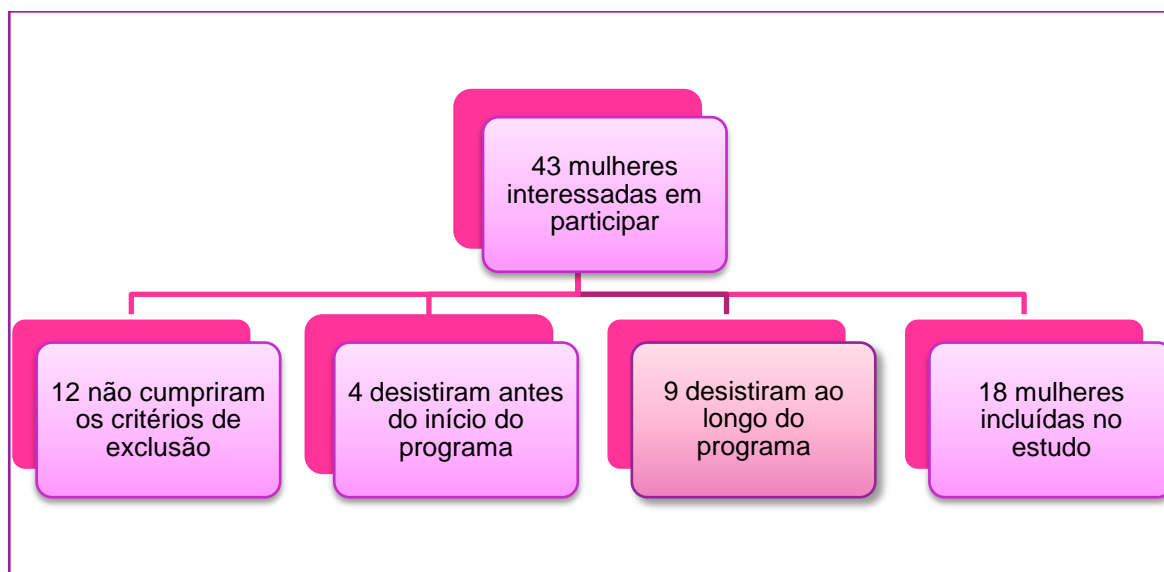 43 mulheres
interessadas em
participar
12 não cumpriram
os critérios de
exclusão
4 desistiram antes
do início do
programa
9 desistiram ao
longo do
programa
18 mulheres
incluídas no
estudo